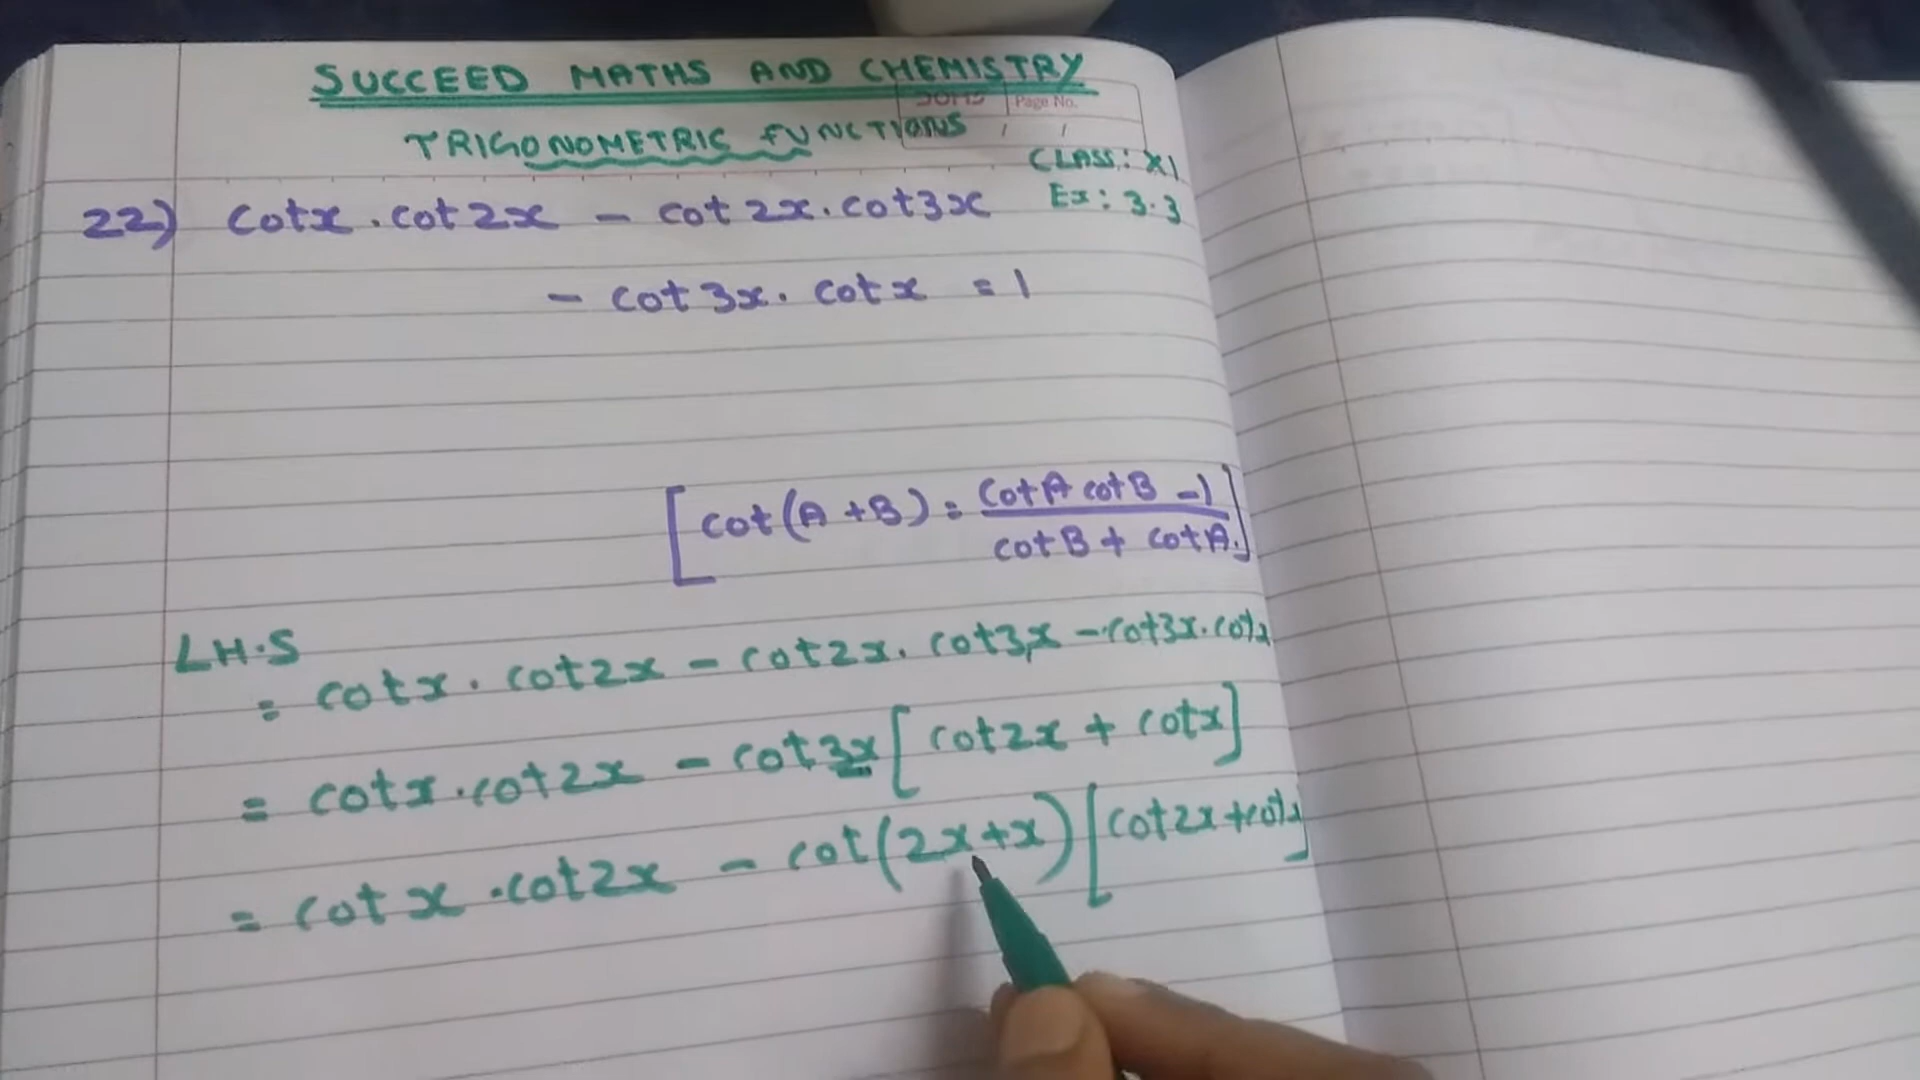 SUCCEED MATHS AND CHEMISTRY
Page No.
TRIGONOMETRIC FUNCTIONS
CLASS: XI
Ex: 3.3
22) cotx . cot2x - cot2x . cot3x
- cot3x . cotx = 1
[cot(A+B) = cotA cotB -1 / cotB + cotA.]
L.H.S
= cotx . cot2x - cot2x . cot3x - cot3x . cotx
= cotx . cot2x - cot3x [cot2x + cotx]
= cotx . cot2x - cot(2x+x) [cot2x+cotx]